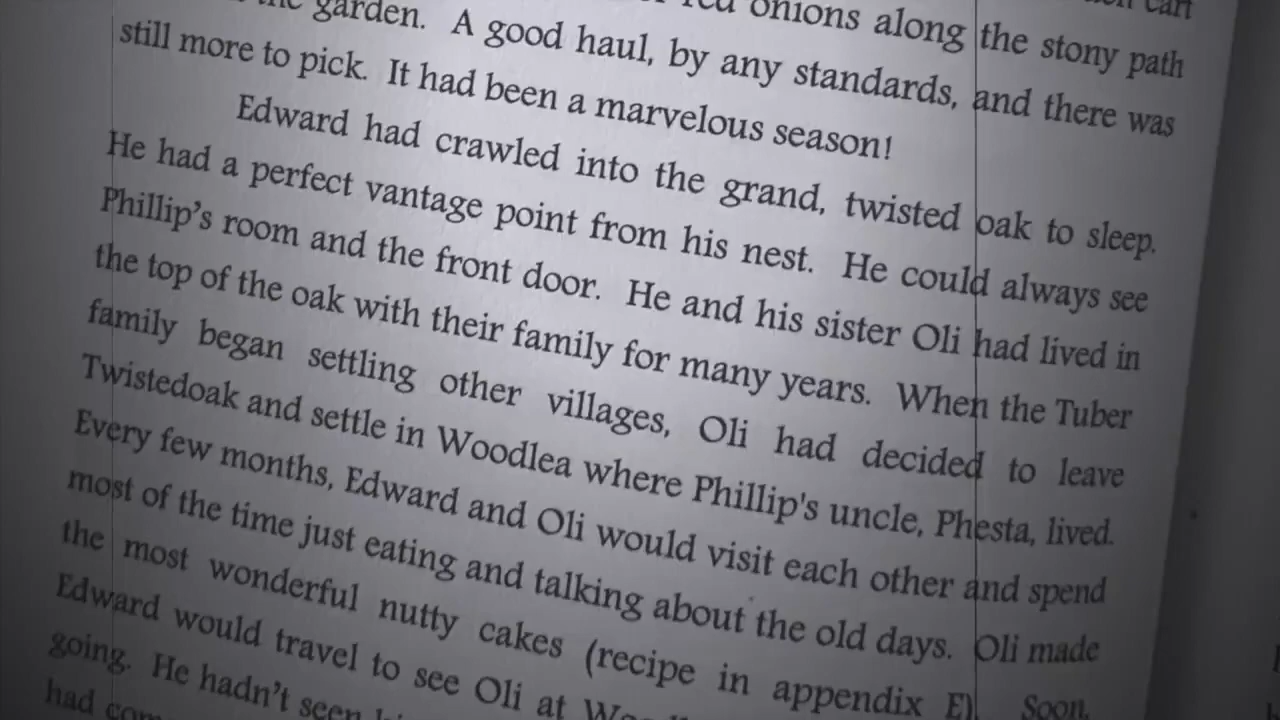 garden. A good haul, by any standards, and there was
still more to pick. It had been a marvelous season!
Edward had crawled into the grand, twisted oak to sleep.
He had a perfect vantage point from his nest. He could always see
Phillip's room and the front door. He and his sister Oli had lived in
the top of the oak with their family for many years. When the Tuber
family began settling other villages, Oli had decided to leave
Twistedoak and settle in Woodlea where Phillip's uncle, Phesta, lived.
Every few months, Edward and Oli would visit each other and spend
most of the time just eating and talking about the old days. Oli made
the most wonderful nutty cakes (recipe in appendix E). Soon,
Edward would travel to see Oli at
going. He hadn't seen
had